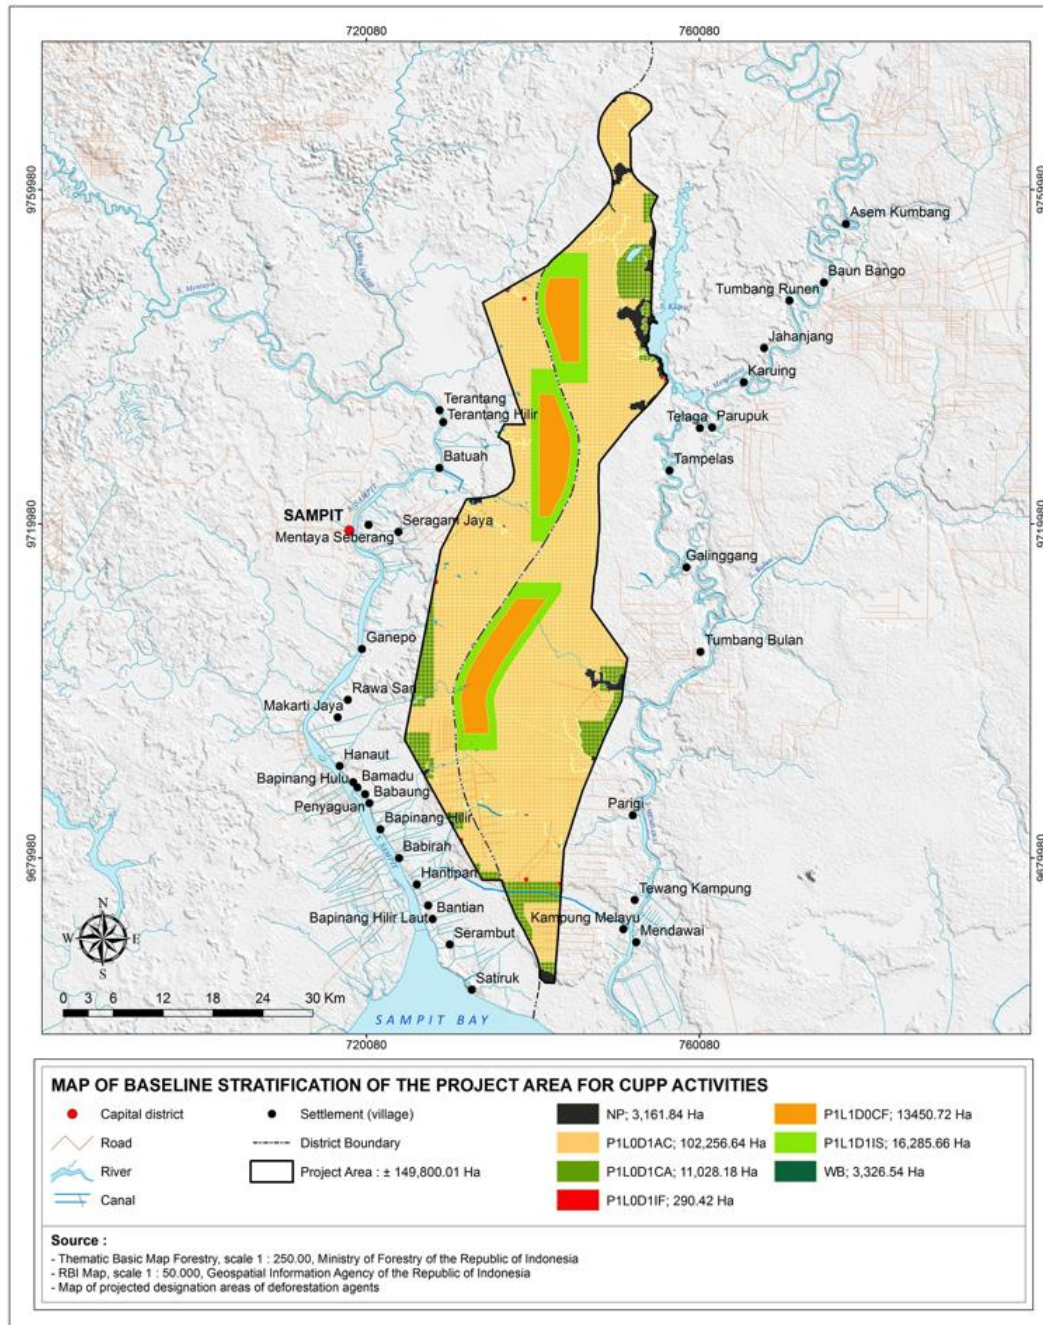 720080 760080
9759980 9759980
Asem Kumbang
Baun Bango
Tumbang Runen
S. Mentaya
Jahanjang
Karuing
Terantang
Terantang Hilir
Telaga
Parupuk
Batuah
Tampelas
S. SAMPIT
SAMPIT
Seragam Jaya
Mentaya Seberang
9719980 9719980
Galinggang
Ganepo
Tumbang Bulan
Rawa Sari
Makarti Jaya
Hanaut
Bapinang Hulu
Bamadu
Babaung
Penyaguan
Parigi
Bapinang Hilir
S. SAMPIT
Babirah
9679980 9679980
Hantipan
Tewang Kampung
Bantian
Bapinang Hilir Laut
Kampung Melayu
Serambut
Mendawai
N
W E
S
Satiruk
0 3 6 12 18 24 30 Km
SAMPIT BAY
720080 760080
MAP OF BASELINE STRATIFICATION OF THE PROJECT AREA FOR CUPP ACTIVITIES
Capital district
Road
River
Canal
Settlement (village)
District Boundary
Project Area : ± 149,800.01 Ha
NP; 3,161.84 Ha
P1L0D1AC; 102,256.64 Ha
P1L0D1CA; 11,028.18 Ha
P1L0D1IF; 290.42 Ha
P1L1D0CF; 13450.72 Ha
P1L1D1IS; 16,285.66 Ha
WB; 3,326.54 Ha
Source :
- Thematic Basic Map Forestry, scale 1 : 250.00, Ministry of Forestry of the Republic of Indonesia
- RBI Map, scale 1 : 50.000, Geospatial Information Agency of the Republic of Indonesia
- Map of projected designation areas of deforestation agents